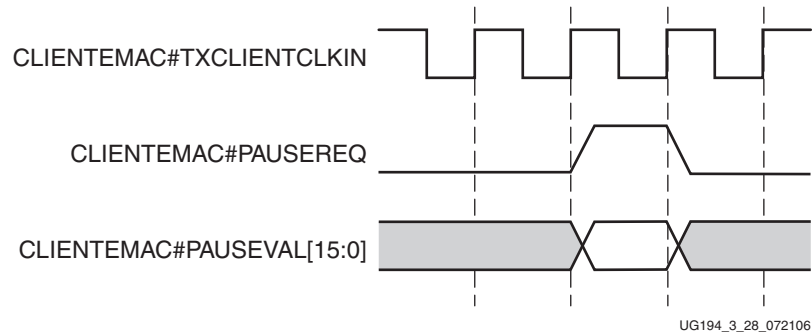 CLIENTEMAC#TXCLIENTCLKIN
CLIENTEMAC#PAUSEREQ
CLIENTEMAC#PAUSEVAL[15:0]
UG194_3_28_072106